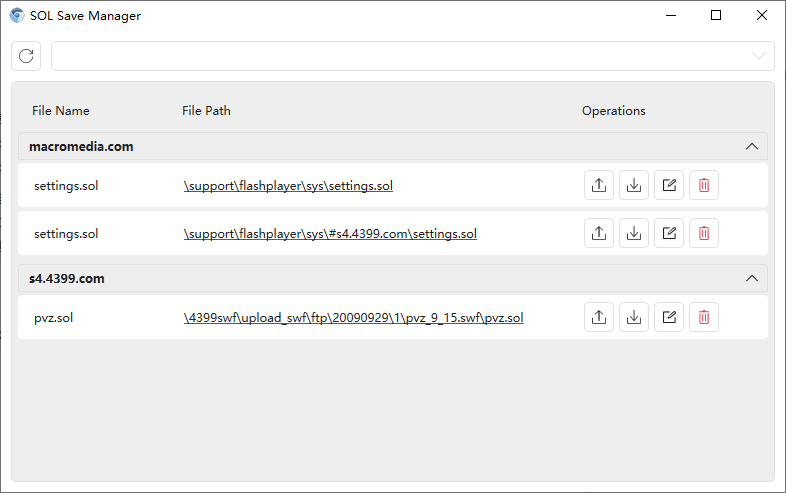 SOL Save Manager
File Name File Path Operations
macromedia.com
settings.sol \support\flashplayer\sys\settings.sol
settings.sol \support\flashplayer\sys\#s4.4399.com\settings.sol
s4.4399.com
pvz.sol \4399swf\upload_swf\ftp\20090929\1\pvz_9_15.swf\pvz.sol